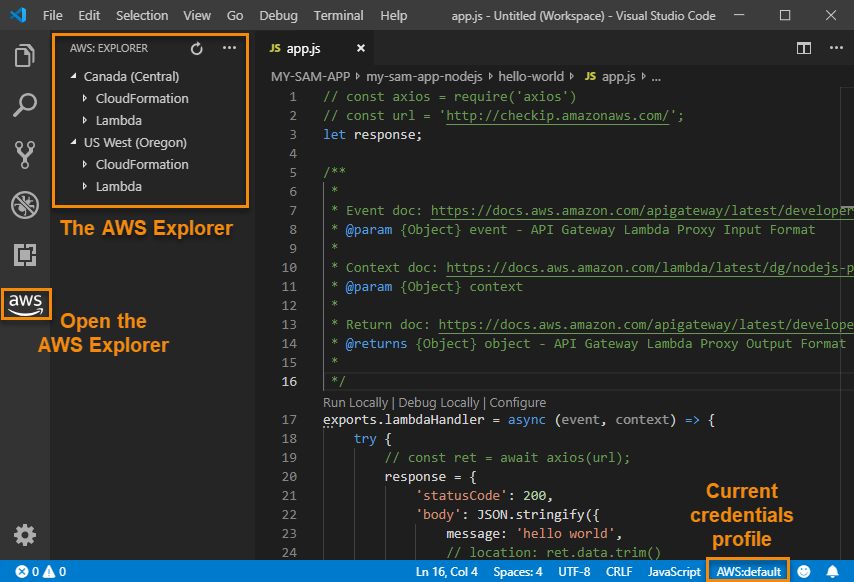 File Edit Selection View Go Debug Terminal Help app.js - Untitled (Workspace) - Visual Studio Code
AWS: EXPLORER
Canada (Central)
CloudFormation
Lambda
US West (Oregon)
CloudFormation
Lambda
The AWS Explorer
aws
Open the
AWS Explorer
JS app.js
MY-SAM-APP my-sam-app-nodejs hello-world JS app.js ...
1 // const axios = require('axios')
2 // const url = 'http://checkip.amazonaws.com/';
3 let response;
4
5 /**
6 *
7 * Event doc: https://docs.aws.amazon.com/apigateway/latest/developer
8 * @param {Object} event - API Gateway Lambda Proxy Input Format
9 *
10 * Context doc: https://docs.aws.amazon.com/lambda/latest/dg/nodejs-p
11 * @param {Object} context
12 *
13 * Return doc: https://docs.aws.amazon.com/apigateway/latest/develope
14 * @returns {Object} object - API Gateway Lambda Proxy Output Format
15 *
16 */
Run Locally | Debug Locally | Configure
17 exports.lambdaHandler = async (event, context) => {
18 try {
19 // const ret = await axios(url);
20 response = {
21 'statusCode': 200,
22 'body': JSON.stringify({
23 message: 'hello world',
24 // location: ret.data.trim()
Current
credentials
profile
0 0 Ln 16, Col 4 Spaces: 4 UTF-8 CRLF JavaScript AWS:default